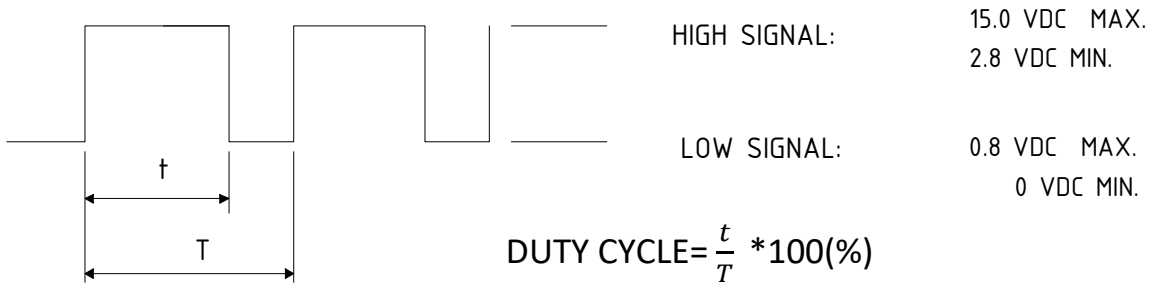 HIGH SIGNAL: 15.0 VDC MAX.
2.8 VDC MIN.
LOW SIGNAL: 0.8 VDC MAX.
0 VDC MIN.
t
T
DUTY CYCLE= t/T *100(%)